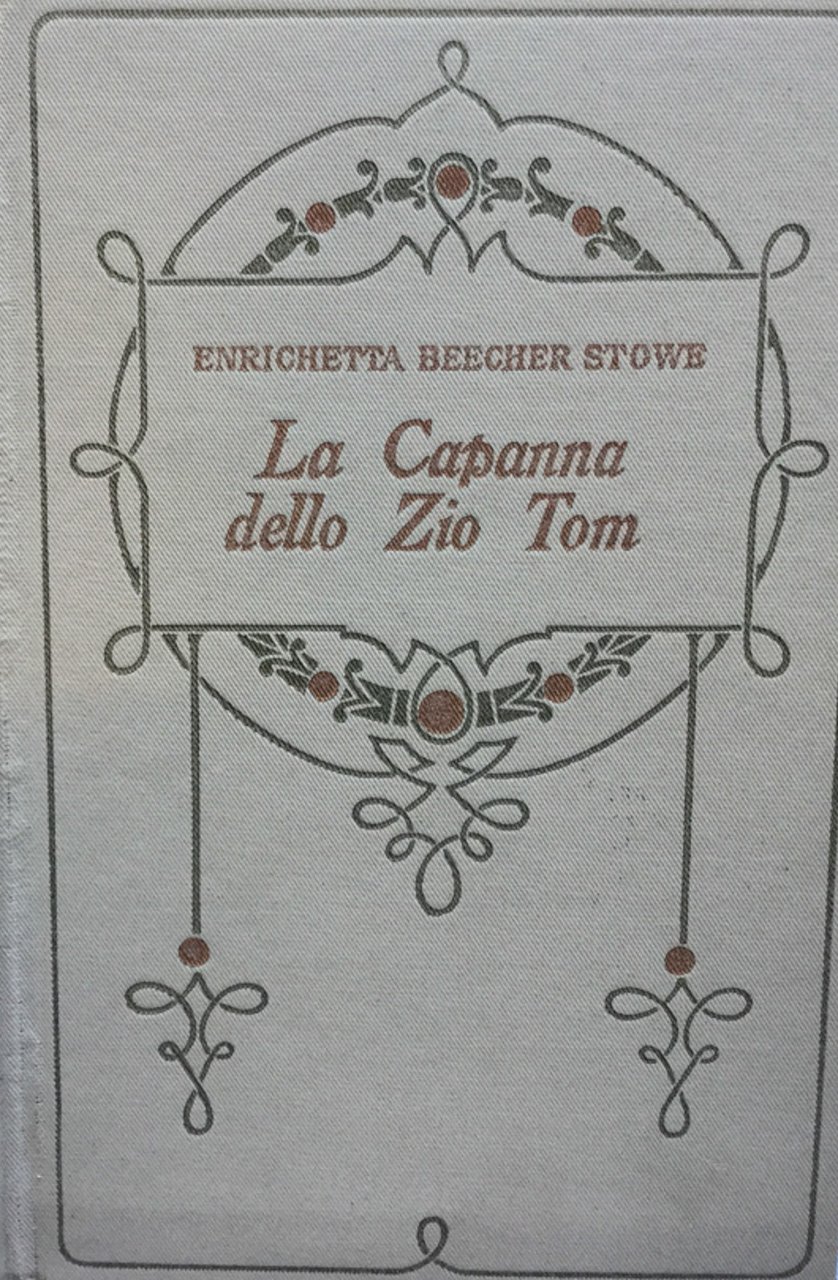 ENRICHETTA BEECHER STOWE
La Capanna
dello Zio Tom